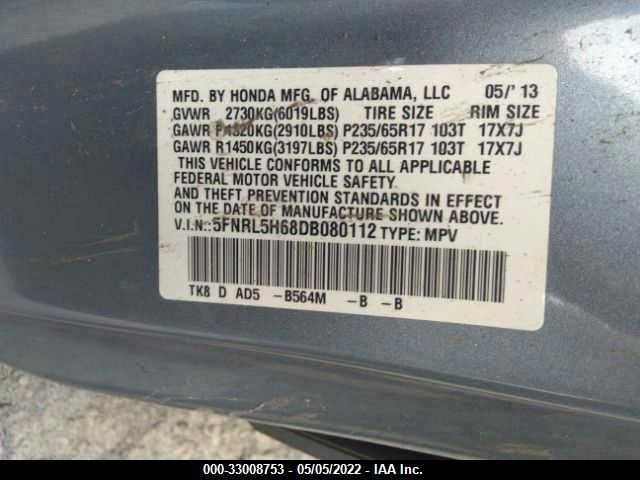 MFD. BY HONDA MFG. OF ALABAMA, LLC 05/'13
GVWR 2730KG(6019LBS) TIRE SIZE RIM SIZE
GAWR F1320KG(2910LBS) P235/65R17 103T 17X7J
GAWR R1450KG(3197LBS) P235/65R17 103T 17X7J
THIS VEHICLE CONFORMS TO ALL APPLICABLE
FEDERAL MOTOR VEHICLE SAFETY.
AND THEFT PREVENTION STANDARDS IN EFFECT
ON THE DATE OF MANUFACTURE SHOWN ABOVE.
V.I.N.:5FNRL5H68DB080112 TYPE: MPV
TK8 D AD5 -B564M -B -B
000-33008753 - 05/05/2022 - IAA Inc.